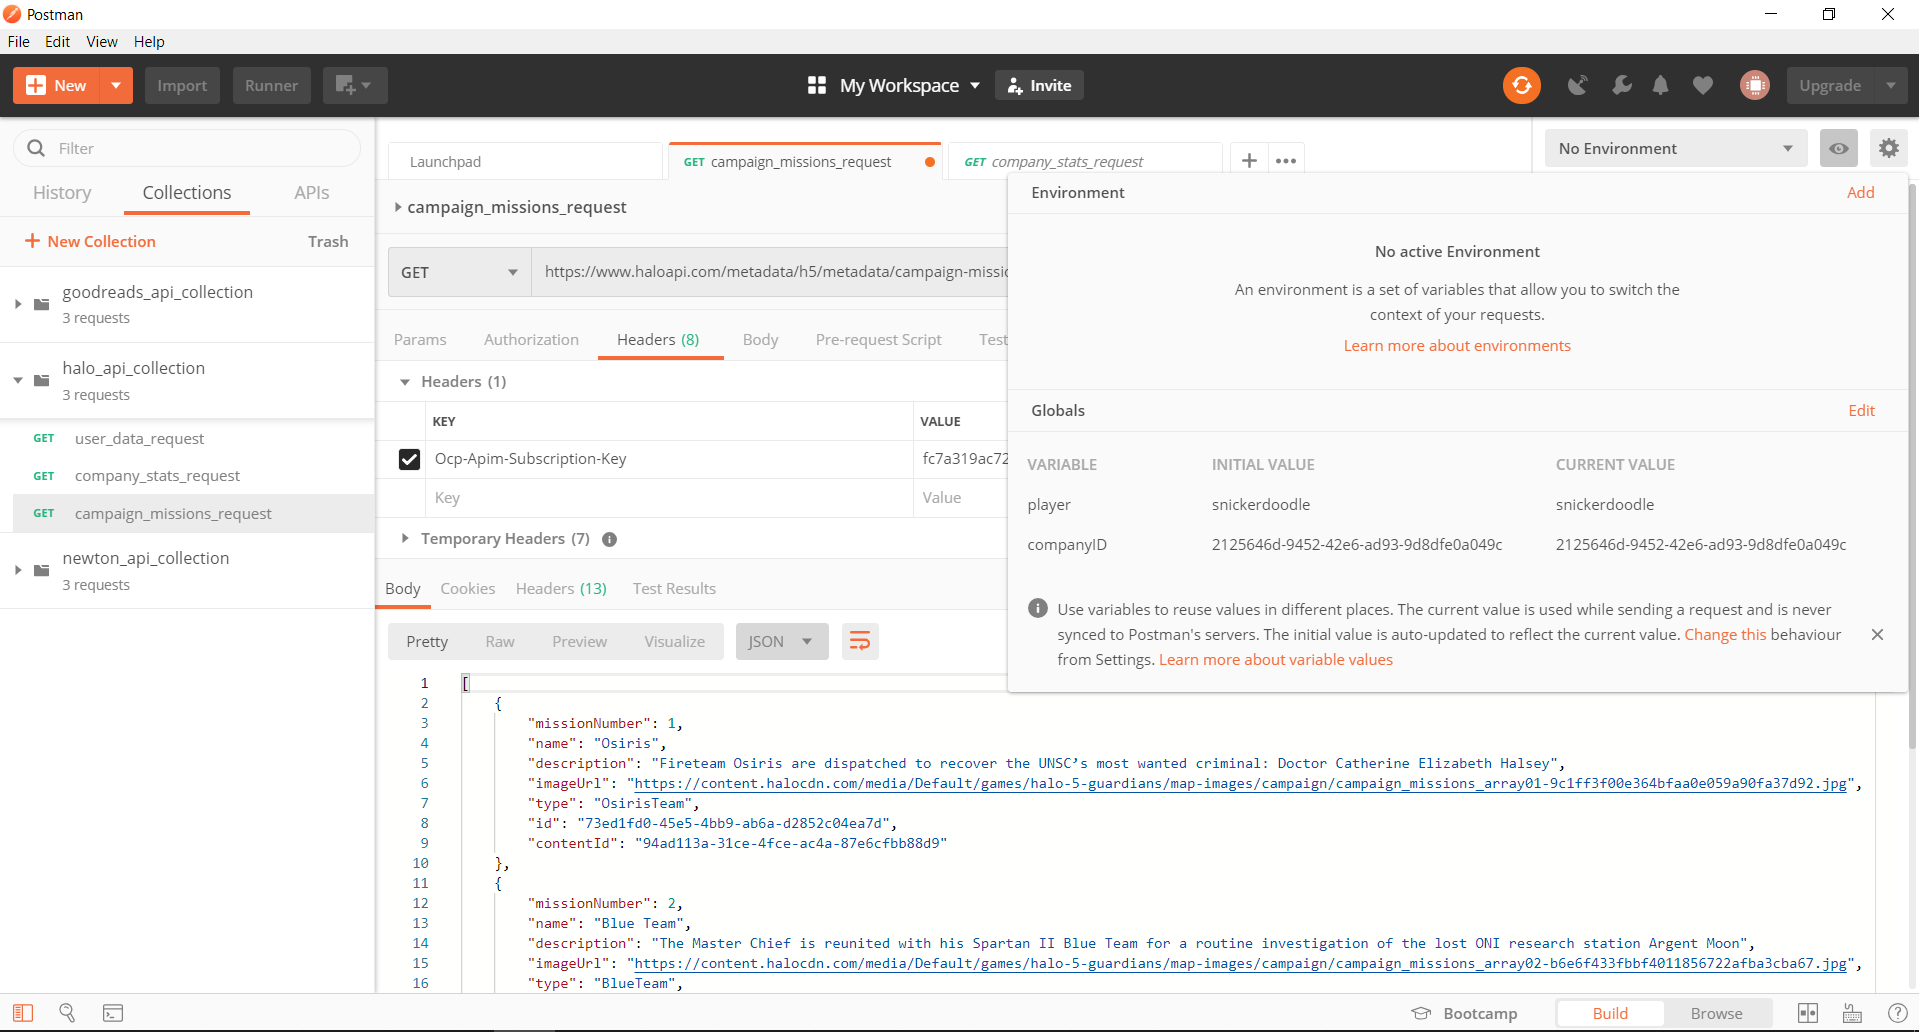 Postman
File Edit View Help
New Import Runner My Workspace Invite Upgrade
Filter
History Collections APIs
New Collection Trash
goodreads_api_collection
3 requests
halo_api_collection
3 requests
GET user_data_request
GET company_stats_request
GET campaign_missions_request
newton_api_collection
3 requests
Launchpad GET campaign_missions_request GET company_stats_request
No Environment
campaign_missions_request
GET https://www.haloapi.com/metadata/h5/metadata/campaign-missic
Params Authorization Headers (8) Body Pre-request Script Test
Headers (1)
KEY VALUE
Ocp-Apim-Subscription-Key fc7a319ac72
Key Value
Temporary Headers (7)
Environment Add
No active Environment
An environment is a set of variables that allow you to switch the
context of your requests.
Learn more about environments
Globals Edit
VARIABLE INITIAL VALUE CURRENT VALUE
player snickerdoodle snickerdoodle
companyID 2125646d-9452-42e6-ad93-9d8dfe0a049c 2125646d-9452-42e6-ad93-9d8dfe0a049c
Use variables to reuse values in different places. The current value is used while sending a request and is never
synced to Postman's servers. The initial value is auto-updated to reflect the current value. Change this behaviour
from Settings. Learn more about variable values
Body Cookies Headers (13) Test Results
Pretty Raw Preview Visualize JSON
1 [
2 {
3 "missionNumber": 1,
4 "name": "Osiris",
5 "description": "Fireteam Osiris are dispatched to recover the UNSC’s most wanted criminal: Doctor Catherine Elizabeth Halsey",
6 "imageUrl": "https://content.halocdn.com/media/Default/games/halo-5-guardians/map-images/campaign/campaign_missions_array01-9c1ff3f00e364bfaa0e059a90fa37d92.jpg",
7 "type": "OsirisTeam",
8 "id": "73ed1fd0-45e5-4bb9-ab6a-d2852c04ea7d",
9 "contentId": "94ad113a-31ce-4fce-ac4a-87e6cfbb88d9"
10 },
11 {
12 "missionNumber": 2,
13 "name": "Blue Team",
14 "description": "The Master Chief is reunited with his Spartan II Blue Team for a routine investigation of the lost ONI research station Argent Moon",
15 "imageUrl": "https://content.halocdn.com/media/Default/games/halo-5-guardians/map-images/campaign/campaign_missions_array02-b6e6f433fbbf4011856722afba3cba67.jpg",
16 "type": "BlueTeam",
Bootcamp Build Browse